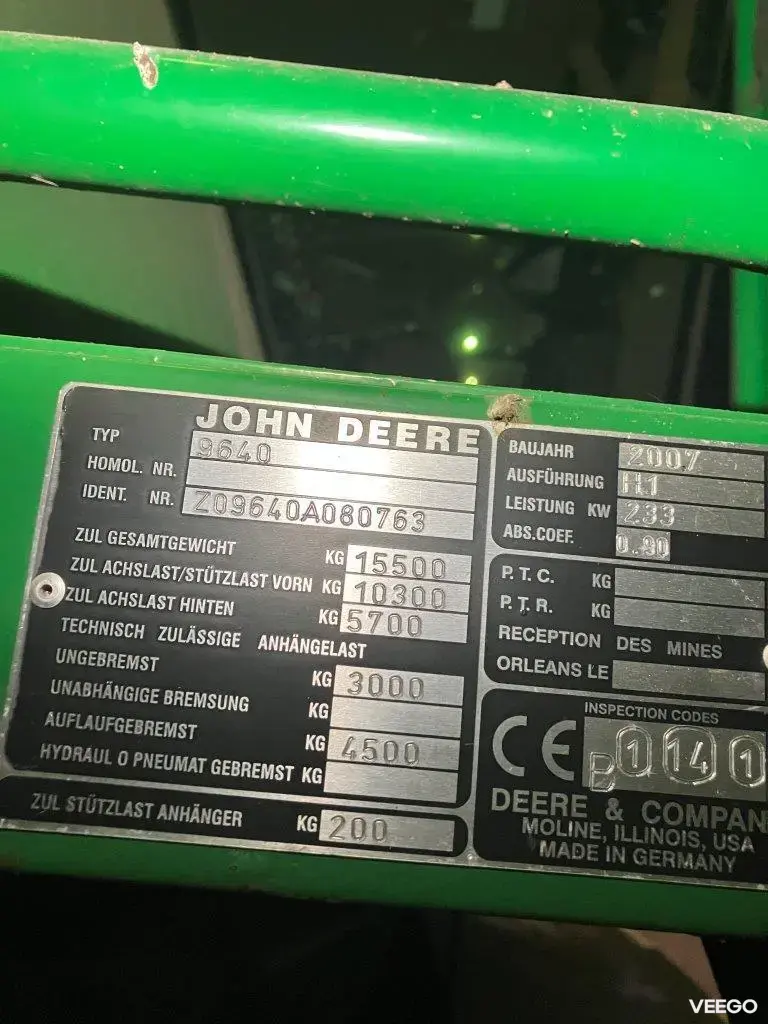 JOHN DEERE
TYP 9640
HOMOL. NR.
IDENT. NR. Z09640A080763
ZUL GESAMTGEWICHT KG 15500
ZUL ACHSLAST/STÜTZLAST VORN KG 10300
ZUL ACHSLAST HINTEN KG 5700
TECHNISCH ZULÄSSIGE ANHÄNGELAST
UNGEBREMST KG 3000
UNABHÄNGIGE BREMSUNG KG
AUFLAUFGEBREMST KG 4500
HYDRAUL O PNEUMAT GEBREMST KG
ZUL STÜTZLAST ANHÄNGER KG 200
BAUJAHR 2007
AUSFÜHRUNG H1
LEISTUNG KW 233
ABS.COEF. 0.90
P.T.C. KG
P.T.R. KG
RECEPTION DES MINES
ORLEANS LE
INSPECTION CODES
CE B 1 14 1
DEERE & COMPAN
MOLINE, ILLINOIS, USA
MADE IN GERMANY
VEEGO